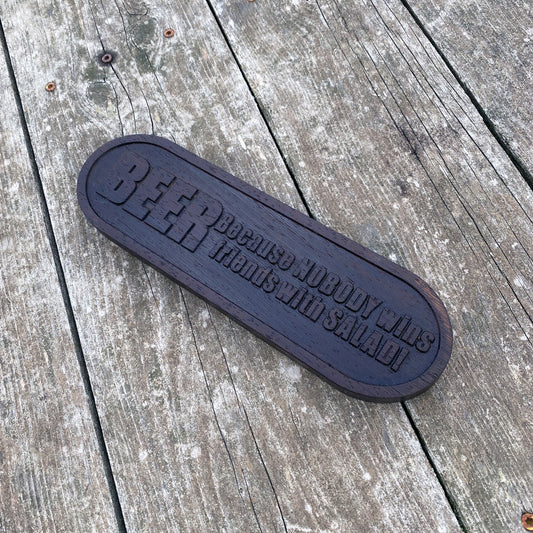 BEER
Because NOBODY wins
friends with SALAD!